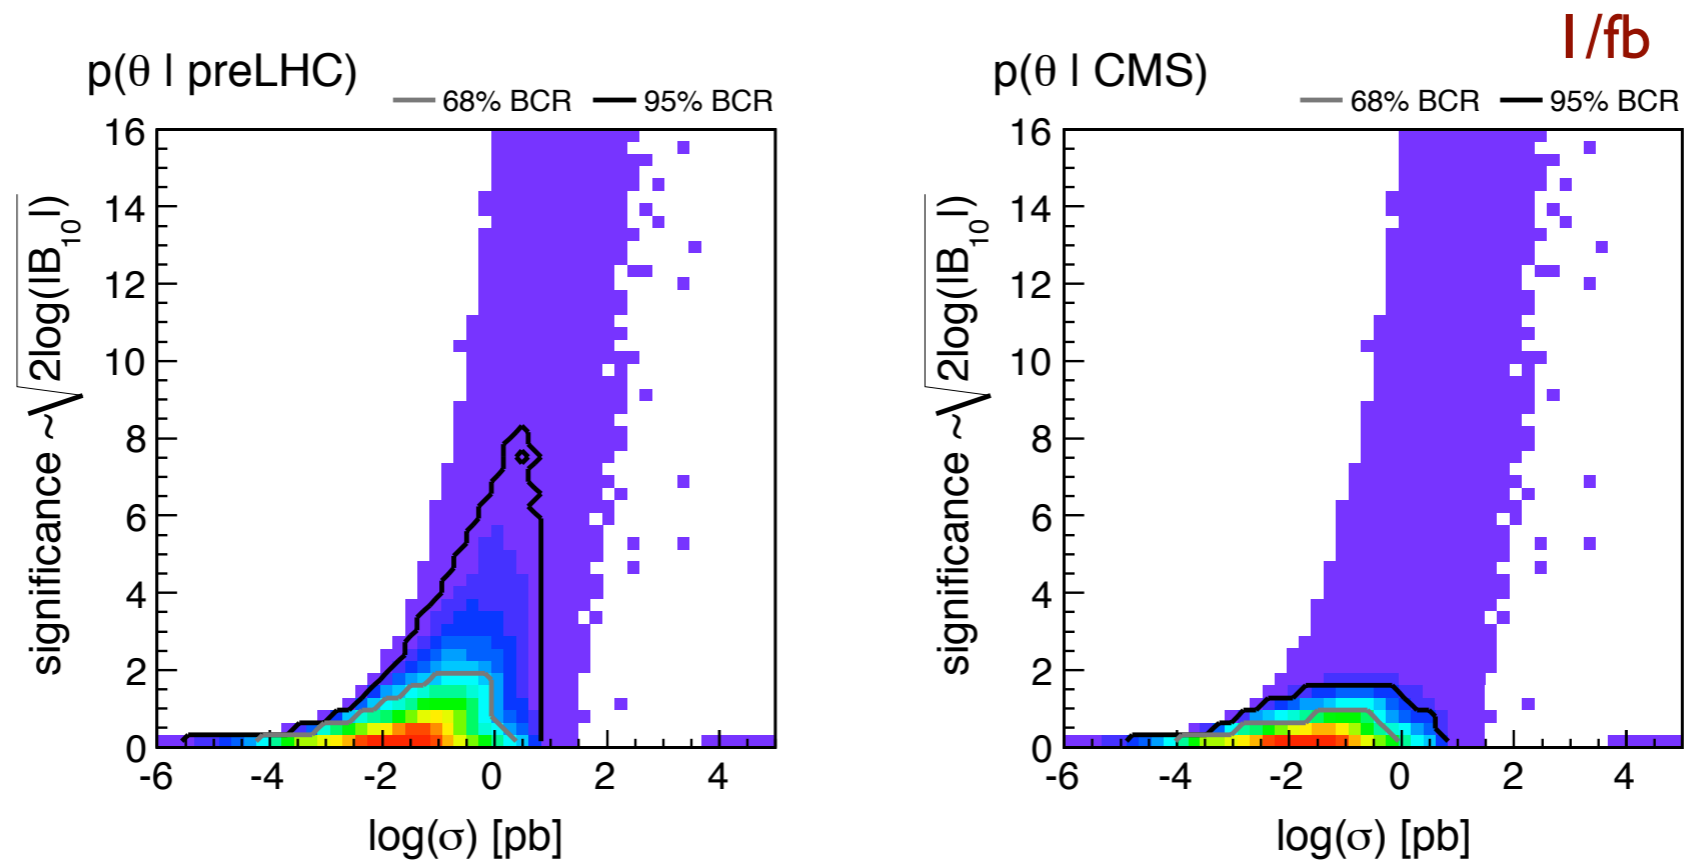 1/fb
p(θ | preLHC)
68% BCR 95% BCR
16
14
12
10
8
6
4
2
0
-6 -4 -2 0 2 4
significance ~√2log(|B10|)
log(σ) [pb]
p(θ | CMS)
68% BCR 95% BCR
16
14
12
10
8
6
4
2
0
-6 -4 -2 0 2 4
significance ~√2log(|B10|)
log(σ) [pb]